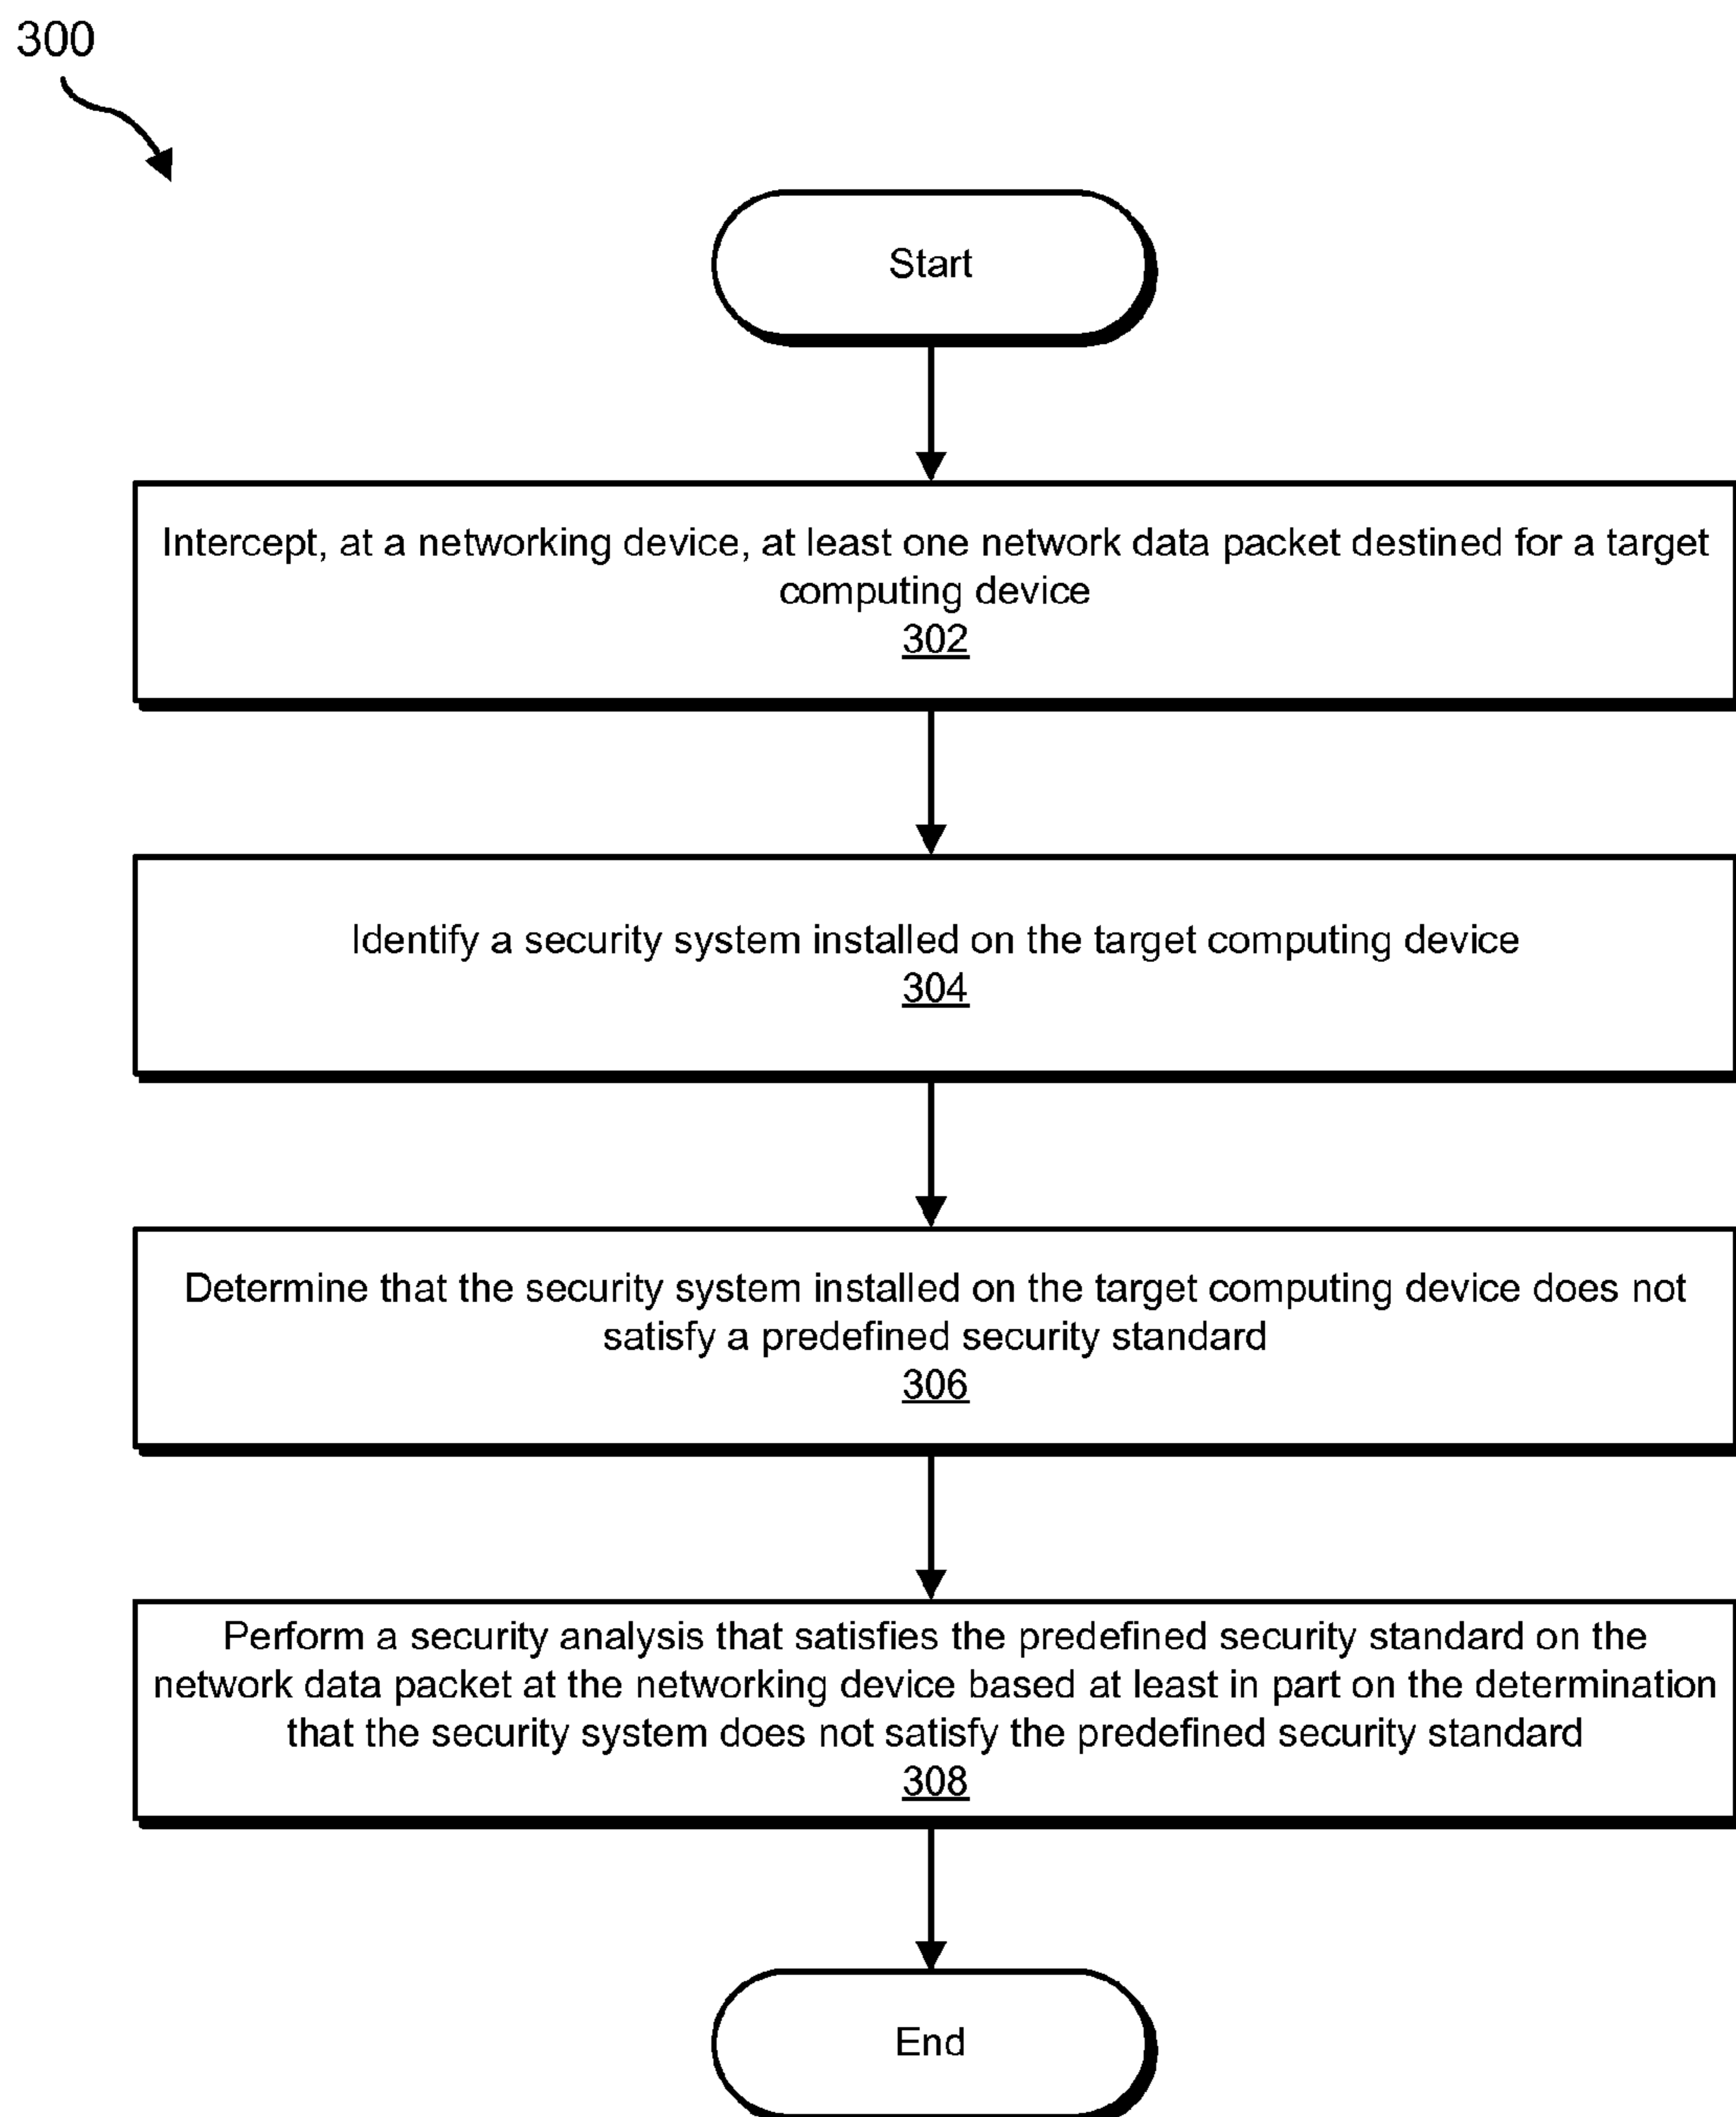 300
Start
Intercept, at a networking device, at least one network data packet destined for a target
computing device
302
Identify a security system installed on the target computing device
304
Determine that the security system installed on the target computing device does not
satisfy a predefined security standard
306
Perform a security analysis that satisfies the predefined security standard on the
network data packet at the networking device based at least in part on the determination
that the security system does not satisfy the predefined security standard
308
End